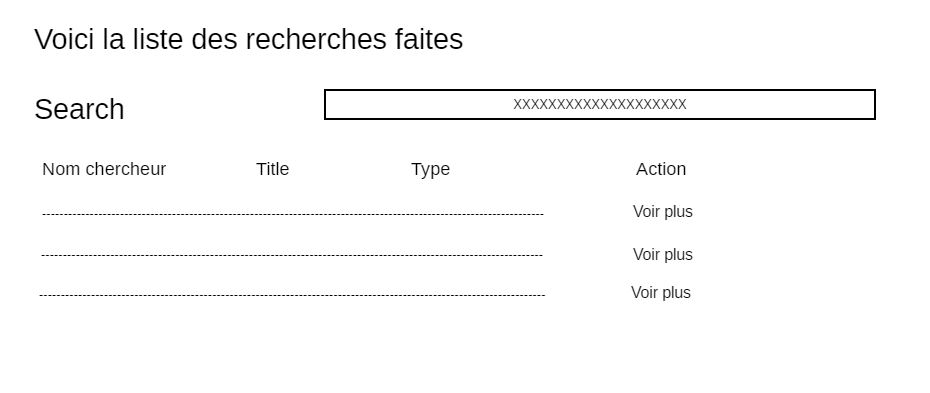 Voici la liste des recherches faites
Search XXXXXXXXXXXXXXXXXXXX
Nom chercheur Title Type Action
Voir plus
Voir plus
Voir plus